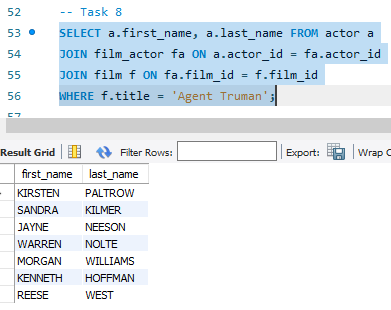 52 -- Task 8
53 SELECT a.first_name, a.last_name FROM actor a
54 JOIN film_actor fa ON a.actor_id = fa.actor_id
55 JOIN film f ON fa.film_id = f.film_id
56 WHERE f.title = 'Agent Truman';
57
Result Grid Filter Rows: Export: Wrap C
first_name last_name
KIRSTEN PALTROW
SANDRA KILMER
JAYNE NEESON
WARREN NOLTE
MORGAN WILLIAMS
KENNETH HOFFMAN
REESE WEST